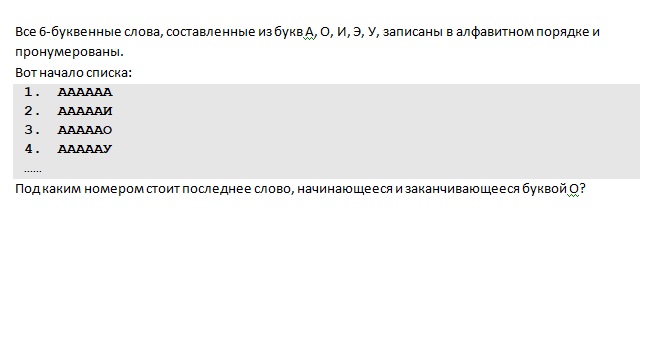 Все 6-буквенные слова, составленные из букв А, О, И, Э, У, записаны в алфавитном порядке и
пронумерованы.
Вот начало списка:
1. АААААА
2. АААААИ
3. АААААО
4. АААААУ
......
Под каким номером стоит последнее слово, начинающееся и заканчивающееся буквой О?